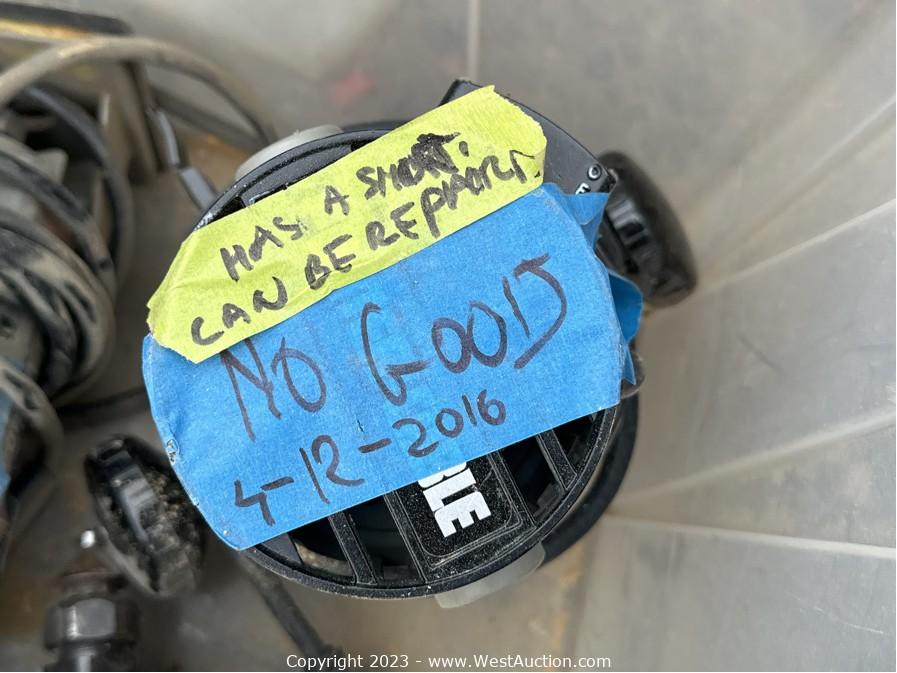 HAS A SHORT.
CAN BE REPAIRED
NO GOOD
4-12-2016
BLE
Copyright 2023 - www.WestAuction.com